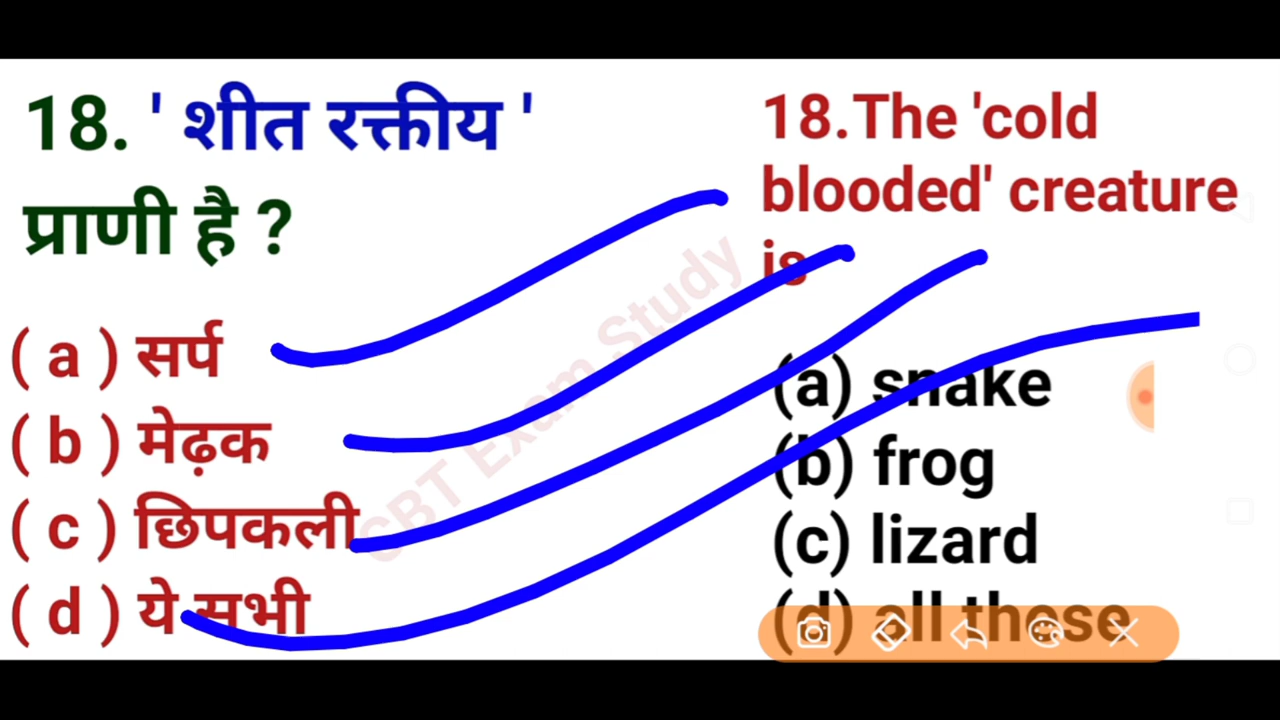 18. ' शीत रक्तीय '
प्राणी है ?
( a ) सर्प
( b ) मेढ़क
( c ) छिपकली
( d ) ये सभी
18.The 'cold
blooded' creature
is
(a) snake
(b) frog
(c) lizard
(d) all these
CBT Exam Study